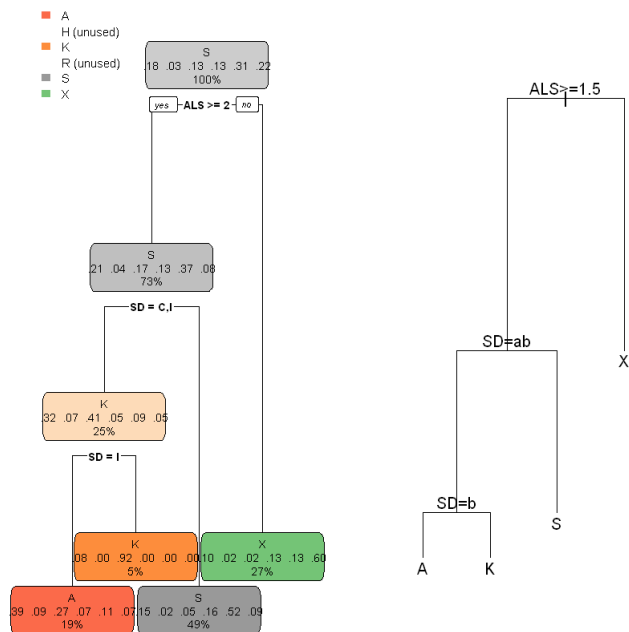 A
H (unused)
K
R (unused)
S
X
S
.18 .03 .13 .13 .31 .22
100%
yes ALS >= 2 no
S
.21 .04 .17 .13 .37 .08
73%
SD = C,I
K
.32 .07 .41 .05 .09 .05
25%
SD = I
K
.08 .00 .92 .00 .00 .00
5%
X
.10 .02 .02 .13 .13 .60
27%
A
.39 .09 .27 .07 .11 .07
19%
S
.15 .02 .05 .16 .52 .09
49%
ALS>=1.5
SD=ab
X
SD=b
S
A
K